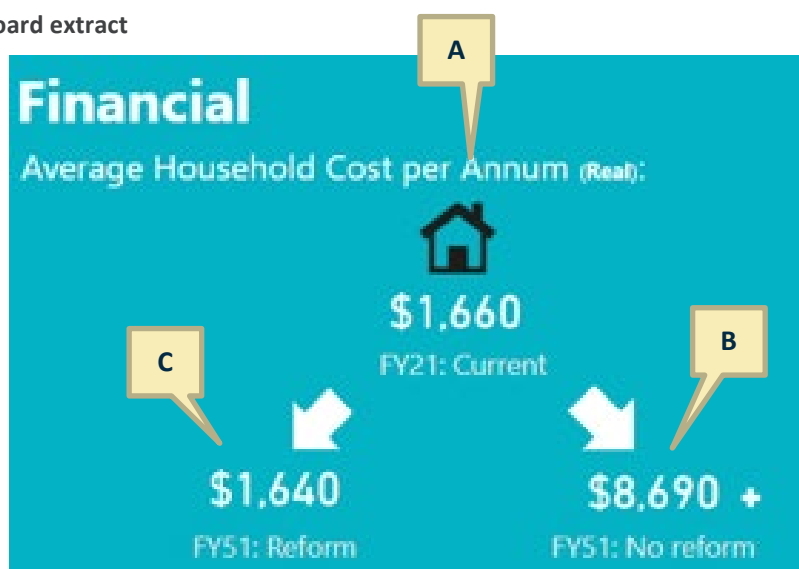 oard extract
A
Financial
Average Household Cost per Annum (Real):
$1,660
FY21: Current
C
B
$1,640
$8,690 +
FY51: Reform
FY51: No reform